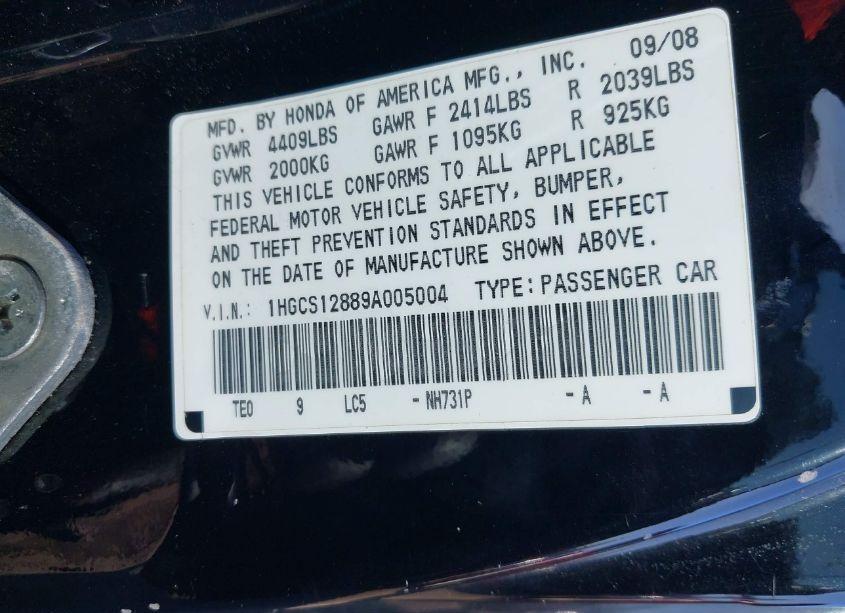 09/08
MFD. BY HONDA OF AMERICA MFG., INC.
GVWR 4409LBS GAWR F 2414LBS R 2039LBS
GVWR 2000KG GAWR F 1095KG R 925KG
THIS VEHICLE CONFORMS TO ALL APPLICABLE
FEDERAL MOTOR VEHICLE SAFETY, BUMPER,
AND THEFT PREVENTION STANDARDS IN EFFECT
ON THE DATE OF MANUFACTURE SHOWN ABOVE.
V.I.N.: 1HGCS12889A005004 TYPE:PASSENGER CAR
TE0 9 LC5 -NH731P -A -A